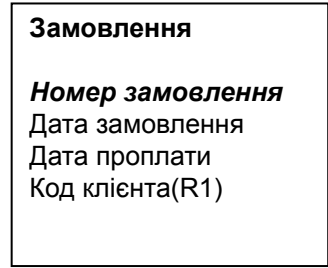 Замовлення
Номер замовлення
Дата замовлення
Дата проплати
Код клієнта(R1)